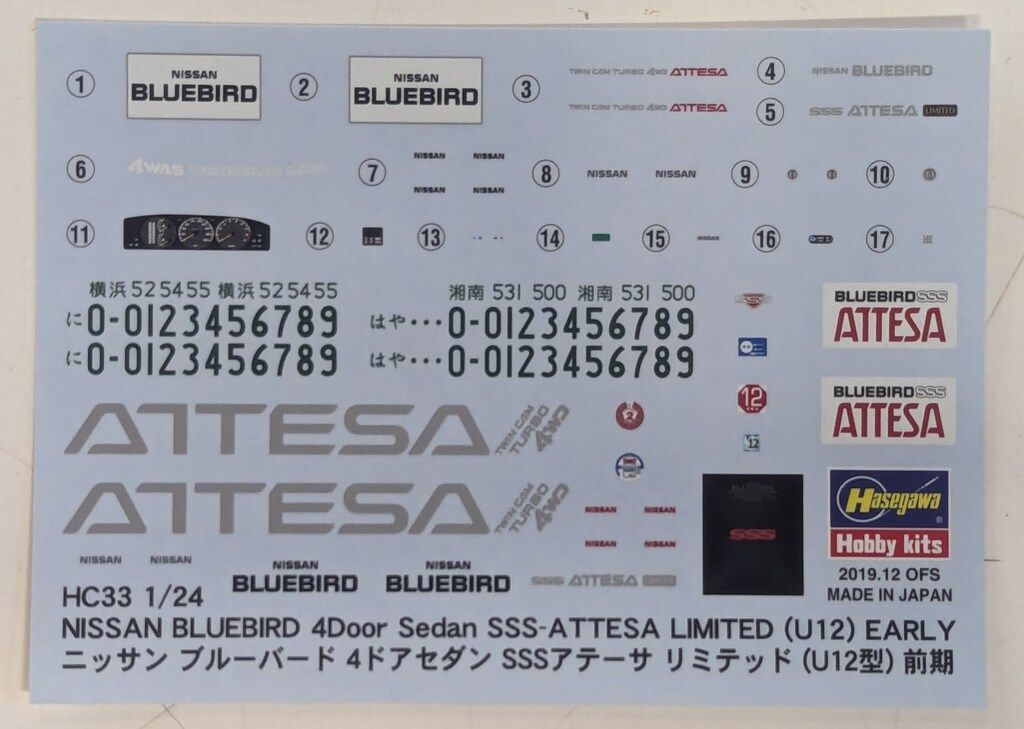 1
NISSAN
BLUEBIRD
2
NISSAN
BLUEBIRD
3
TWIN CAM TURBO 4WD ATTESA
TWIN CAM TURBO 4WD ATTESA
4
NISSAN BLUEBIRD
5
SSS ATTESA LIMITED
6
4WAS
7
NISSAN NISSAN
NISSAN NISSAN
8
NISSAN NISSAN
9
10
11
12
13
14
15
NISSAN
16
17
横浜 52 54 55 横浜 52 54 55
に 0-0123456789
に 0-0123456789
湘南 531 500 湘南 531 500
はや・・・0-0123456789
はや・・・0-0123456789
SSS
BLUEBIRD SSS
ATTESA
12
12
BLUEBIRD SSS
ATTESA
ATTESA TWIN CAM TURBO 4WD
2
ATTESA TWIN CAM TURBO 4WD
NISSAN NISSAN
NISSAN NISSAN
SSS
Hasegawa
®
Hobby kits
2019.12 OFS
MADE IN JAPAN
NISSAN NISSAN
NISSAN
BLUEBIRD
NISSAN
BLUEBIRD
SSS ATTESA LIMITED
HC33 1/24
NISSAN BLUEBIRD 4Door Sedan SSS-ATTESA LIMITED (U12) EARLY
ニッサン ブルーバード 4ドアセダン SSSアテーサ リミテッド (U12型) 前期